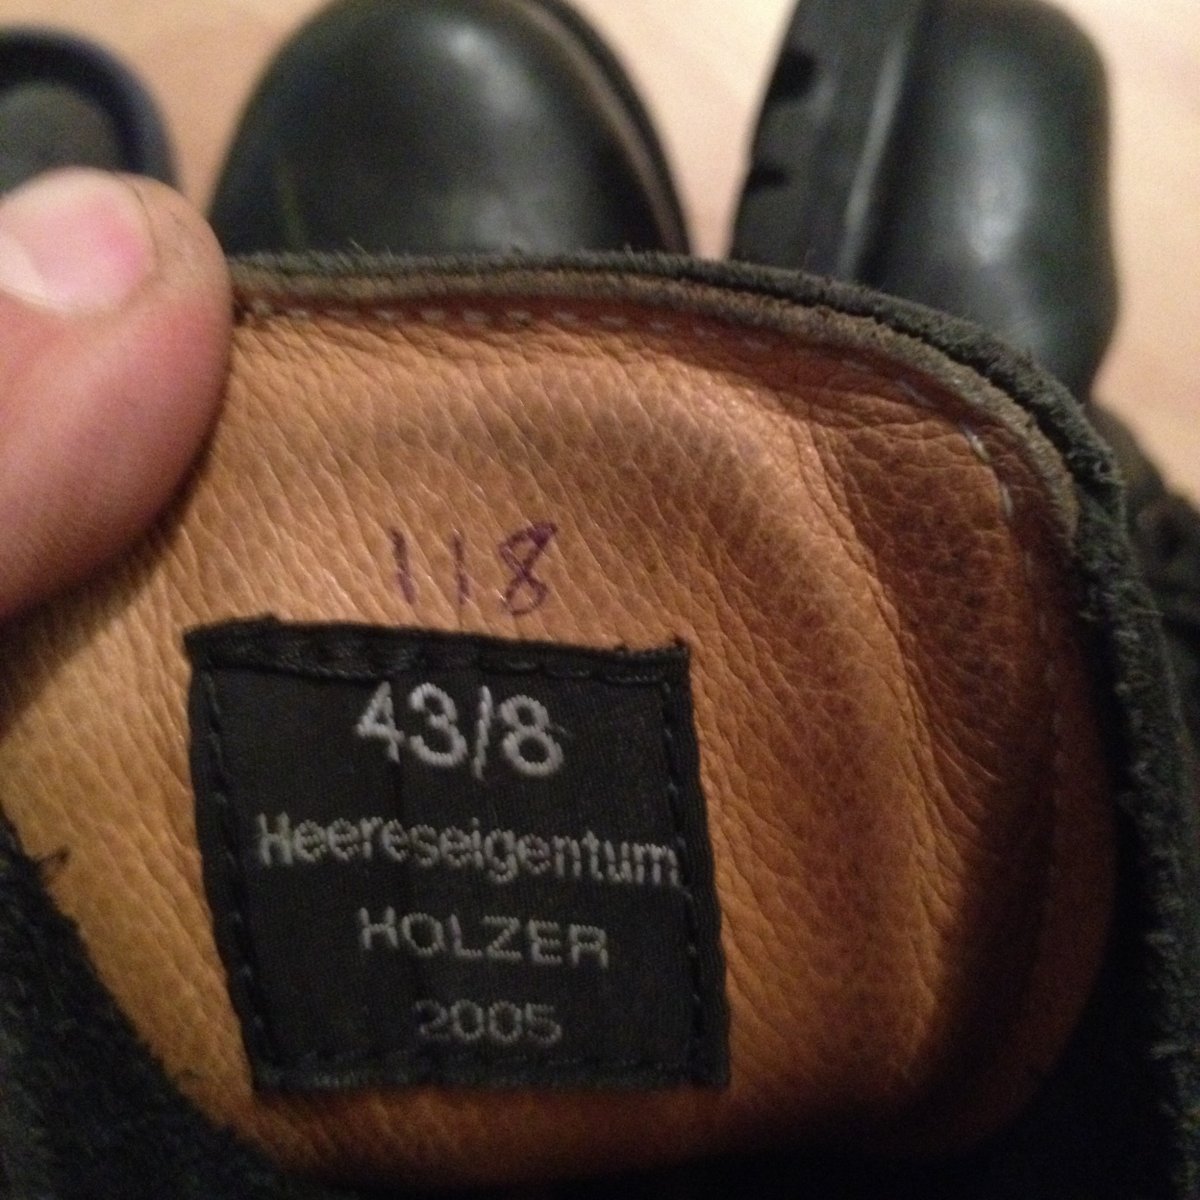 118
43/8
Heereseigentum
HOLZER
2005